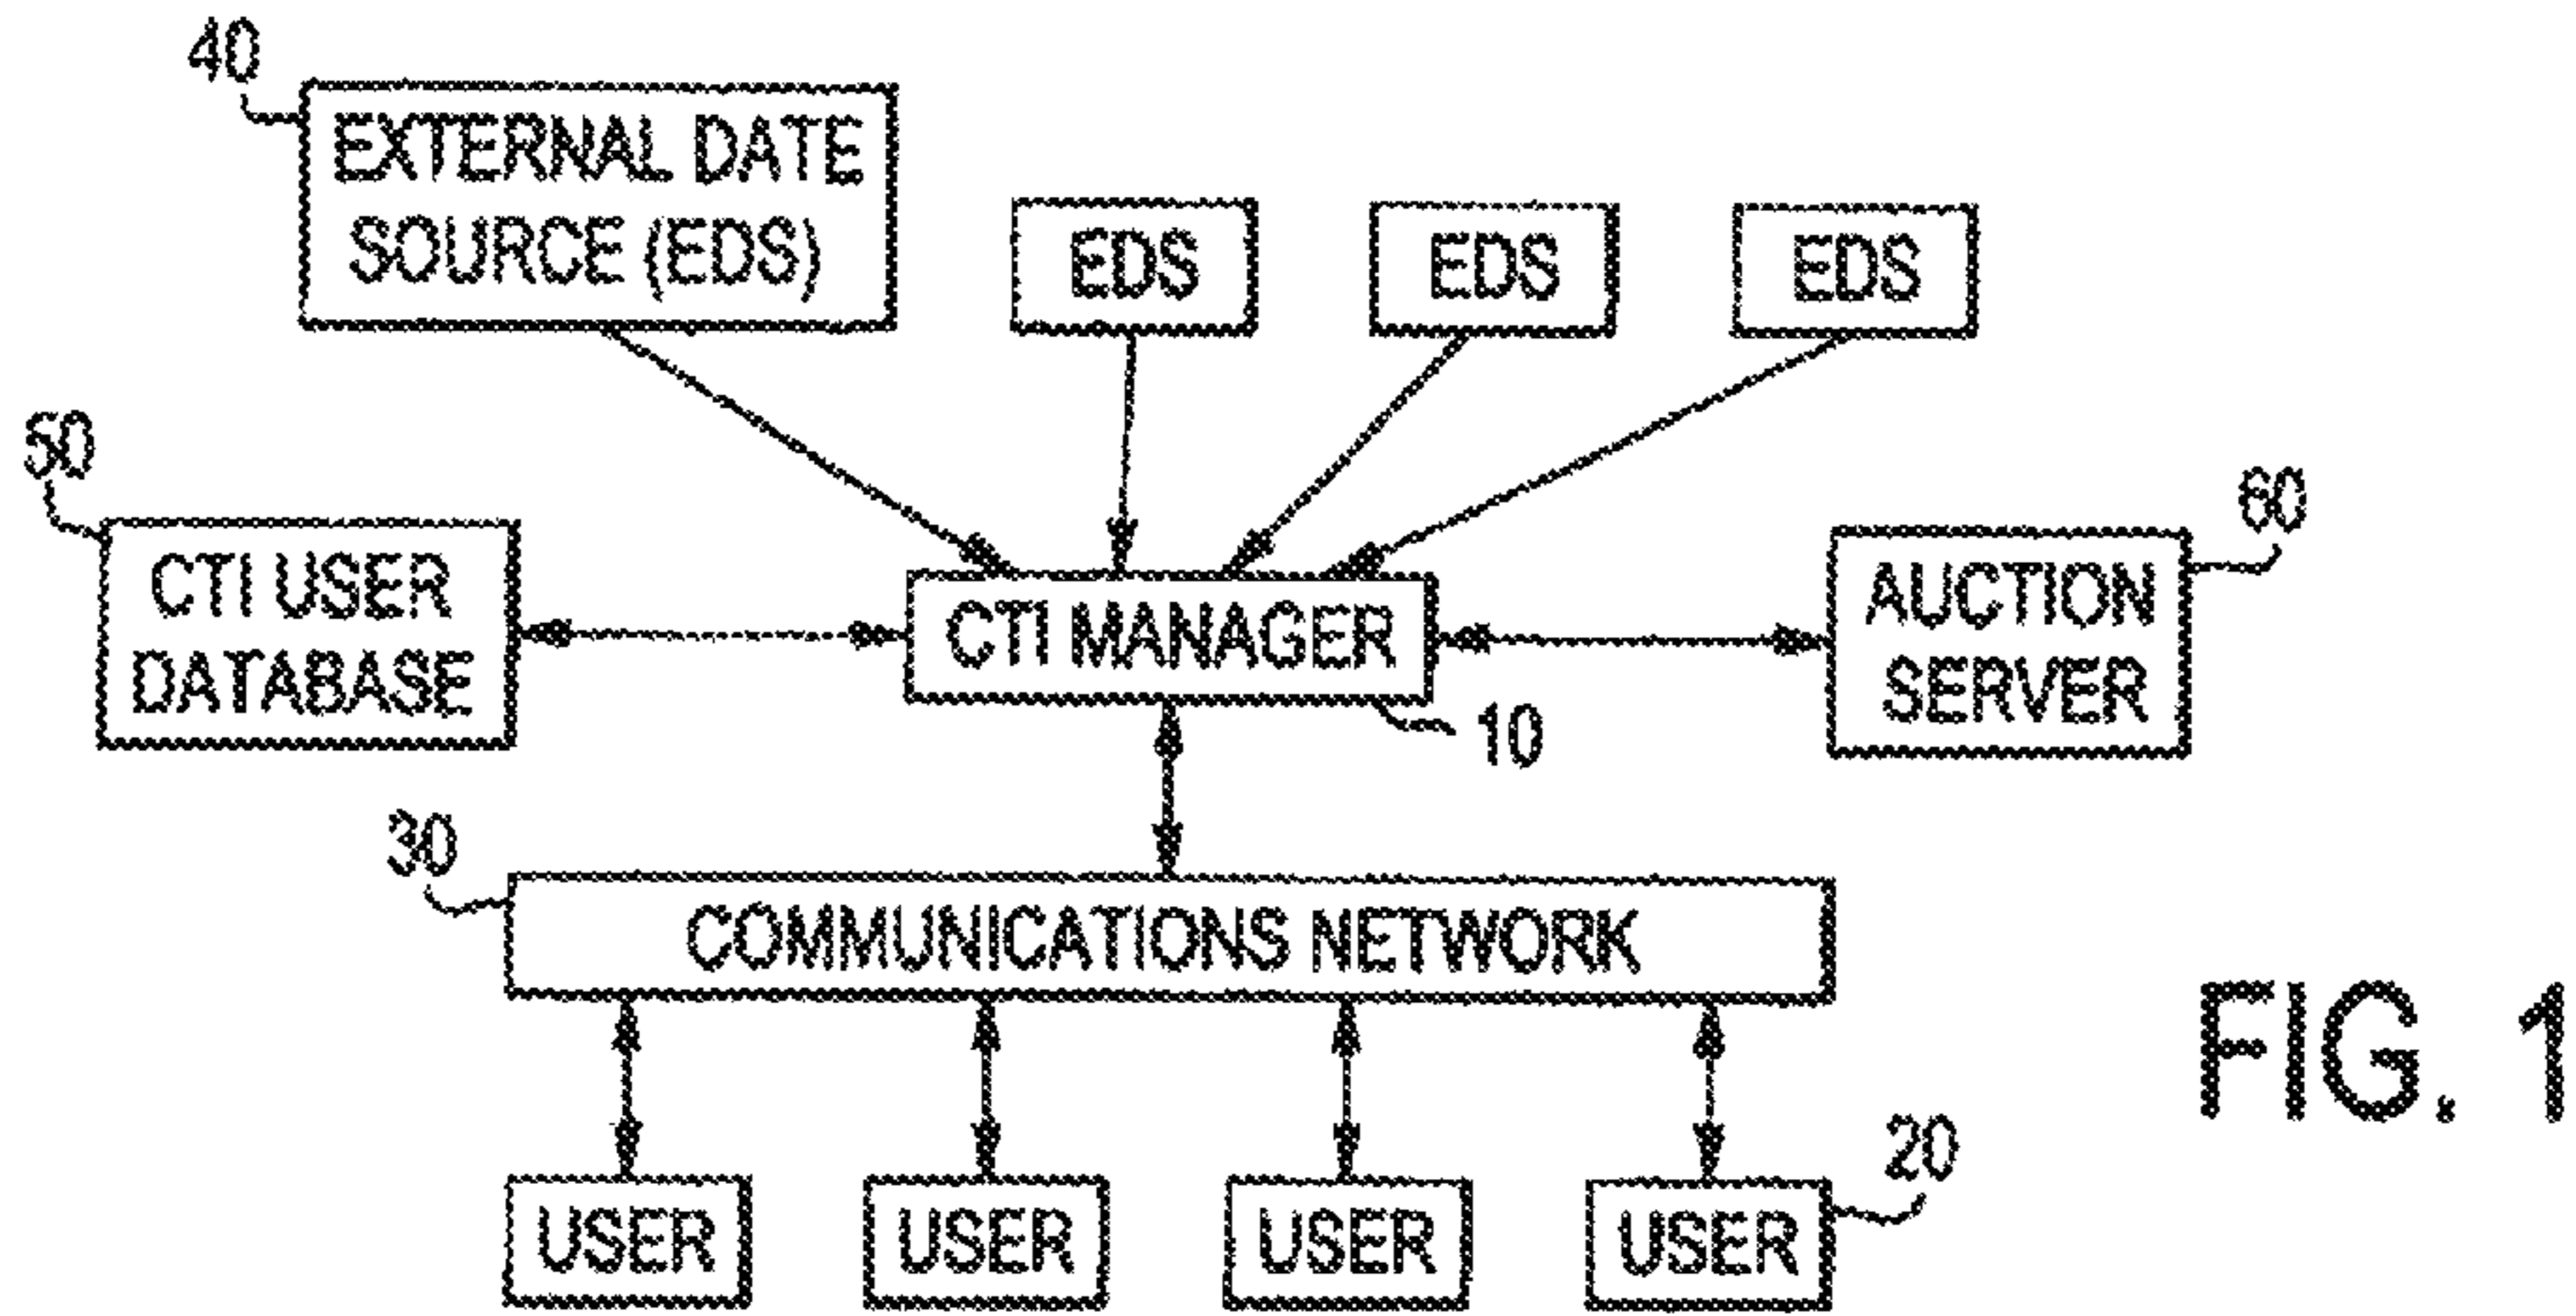 40
EXTERNAL DATE
SOURCE (EDS)
EDS
EDS
EDS
50
CTI USER
DATABASE
CTI MANAGER
10
60
AUCTION
SERVER
30
COMMUNICATIONS NETWORK
USER
USER
USER
USER
20
FIG. 1